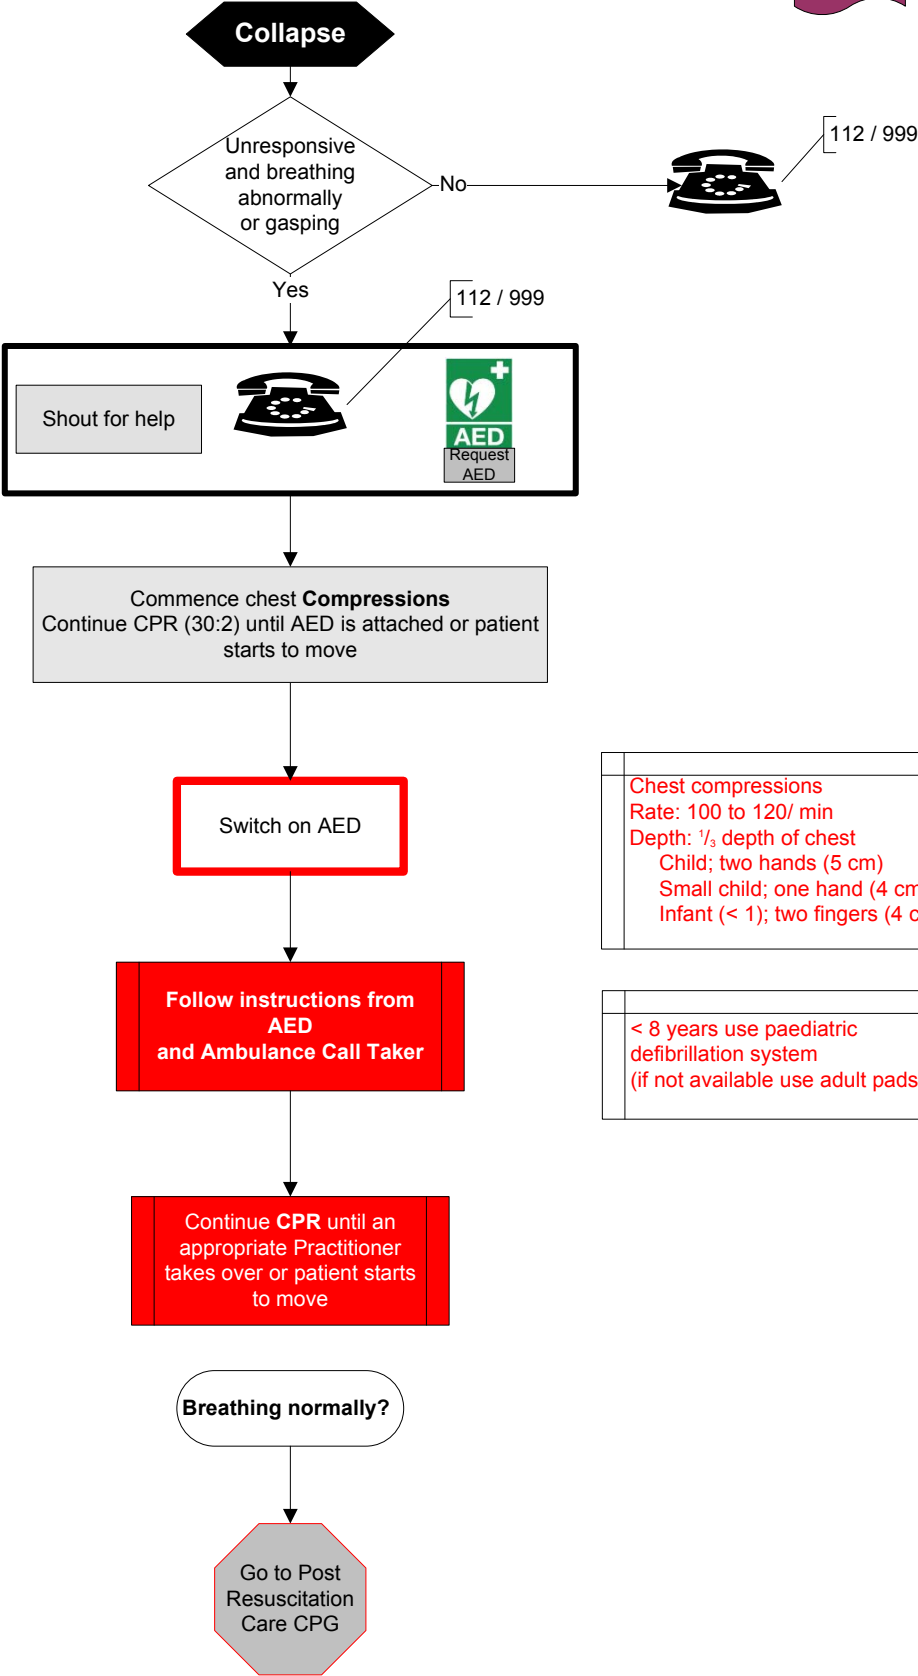 Collapse
Unresponsive
and breathing
abnormally
or gasping
No
112 / 999
Yes
112 / 999
Shout for help
AED
Request
AED
Commence chest Compressions
Continue CPR (30:2) until AED is attached or patient
starts to move
Switch on AED
Chest compressions
Rate: 100 to 120/ min
Depth: 1/3 depth of chest
Child; two hands (5 cm)
Small child; one hand (4 cm
Infant (< 1); two fingers (4 c
Follow instructions from
AED
and Ambulance Call Taker
< 8 years use paediatric
defibrillation system
(if not available use adult pads
Continue CPR until an
appropriate Practitioner
takes over or patient starts
to move
Breathing normally?
Go to Post
Resuscitation
Care CPG